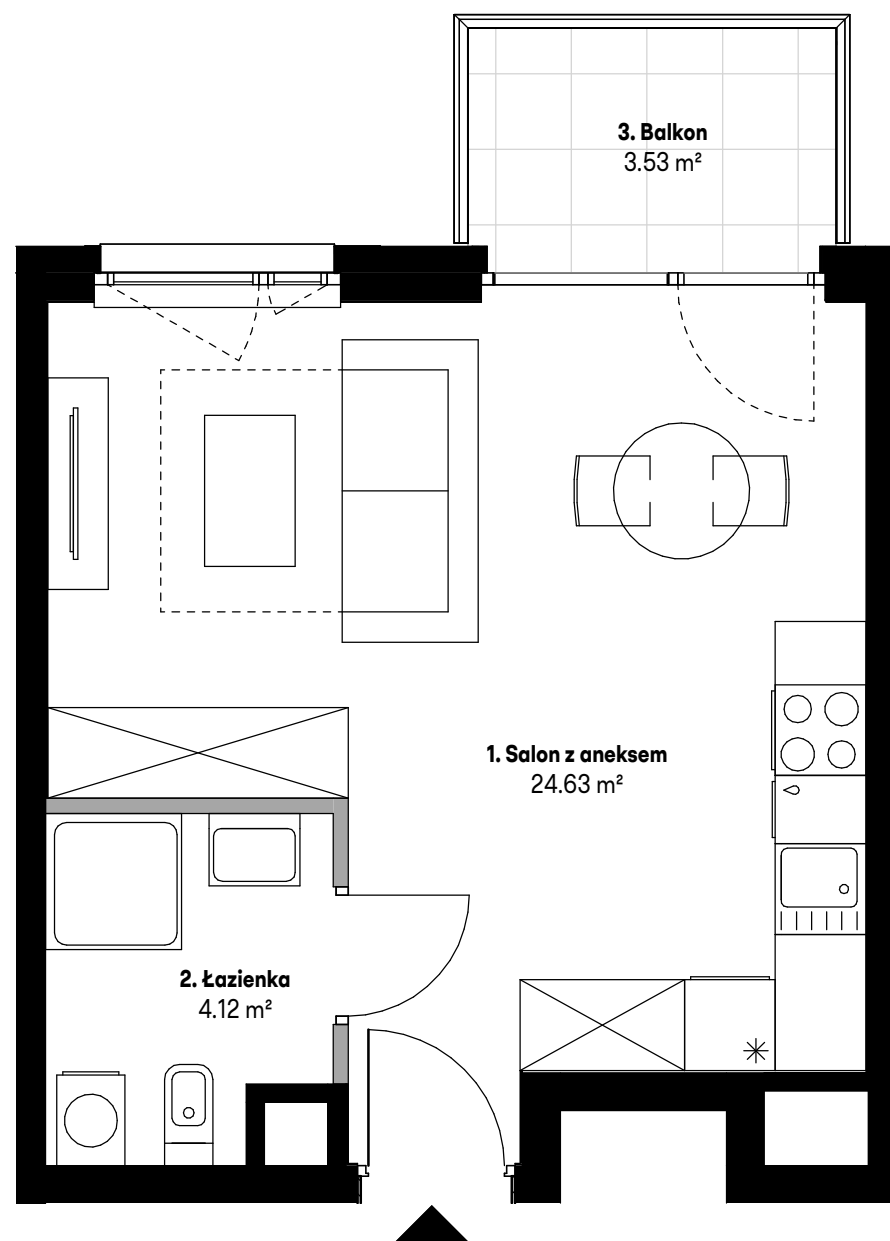 3. Balkon
3.53 m²
1. Salon z aneksem
24.63 m²
2. Łazienka
4.12 m²